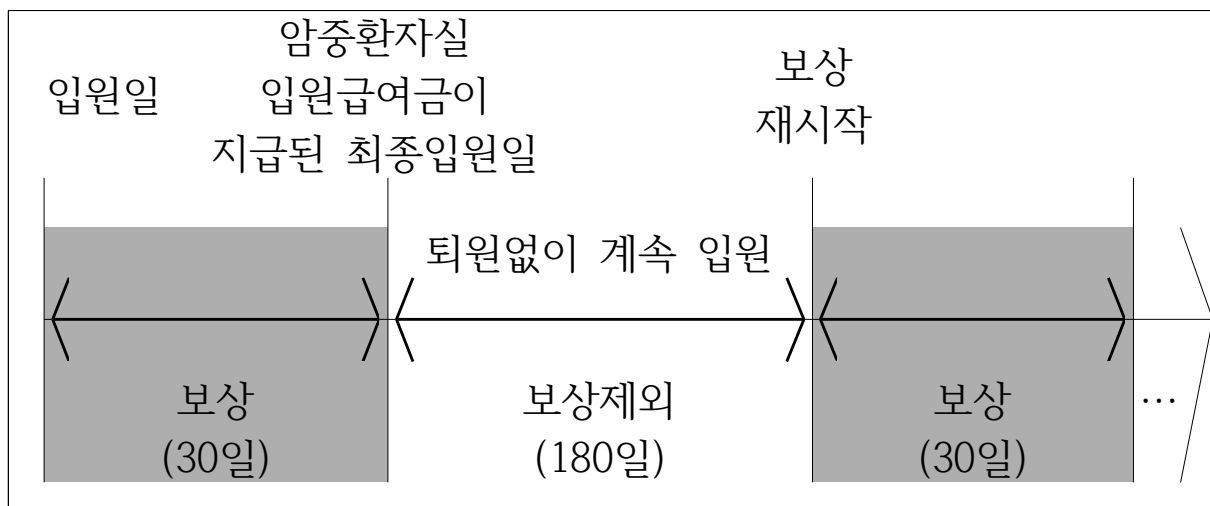 입원일
암중환자실
입원급여금이
지급된 최종입원일
보상
재시작
퇴원없이 계속 입원
보상
(30일)
보상제외
(180일)
보상
(30일)
…